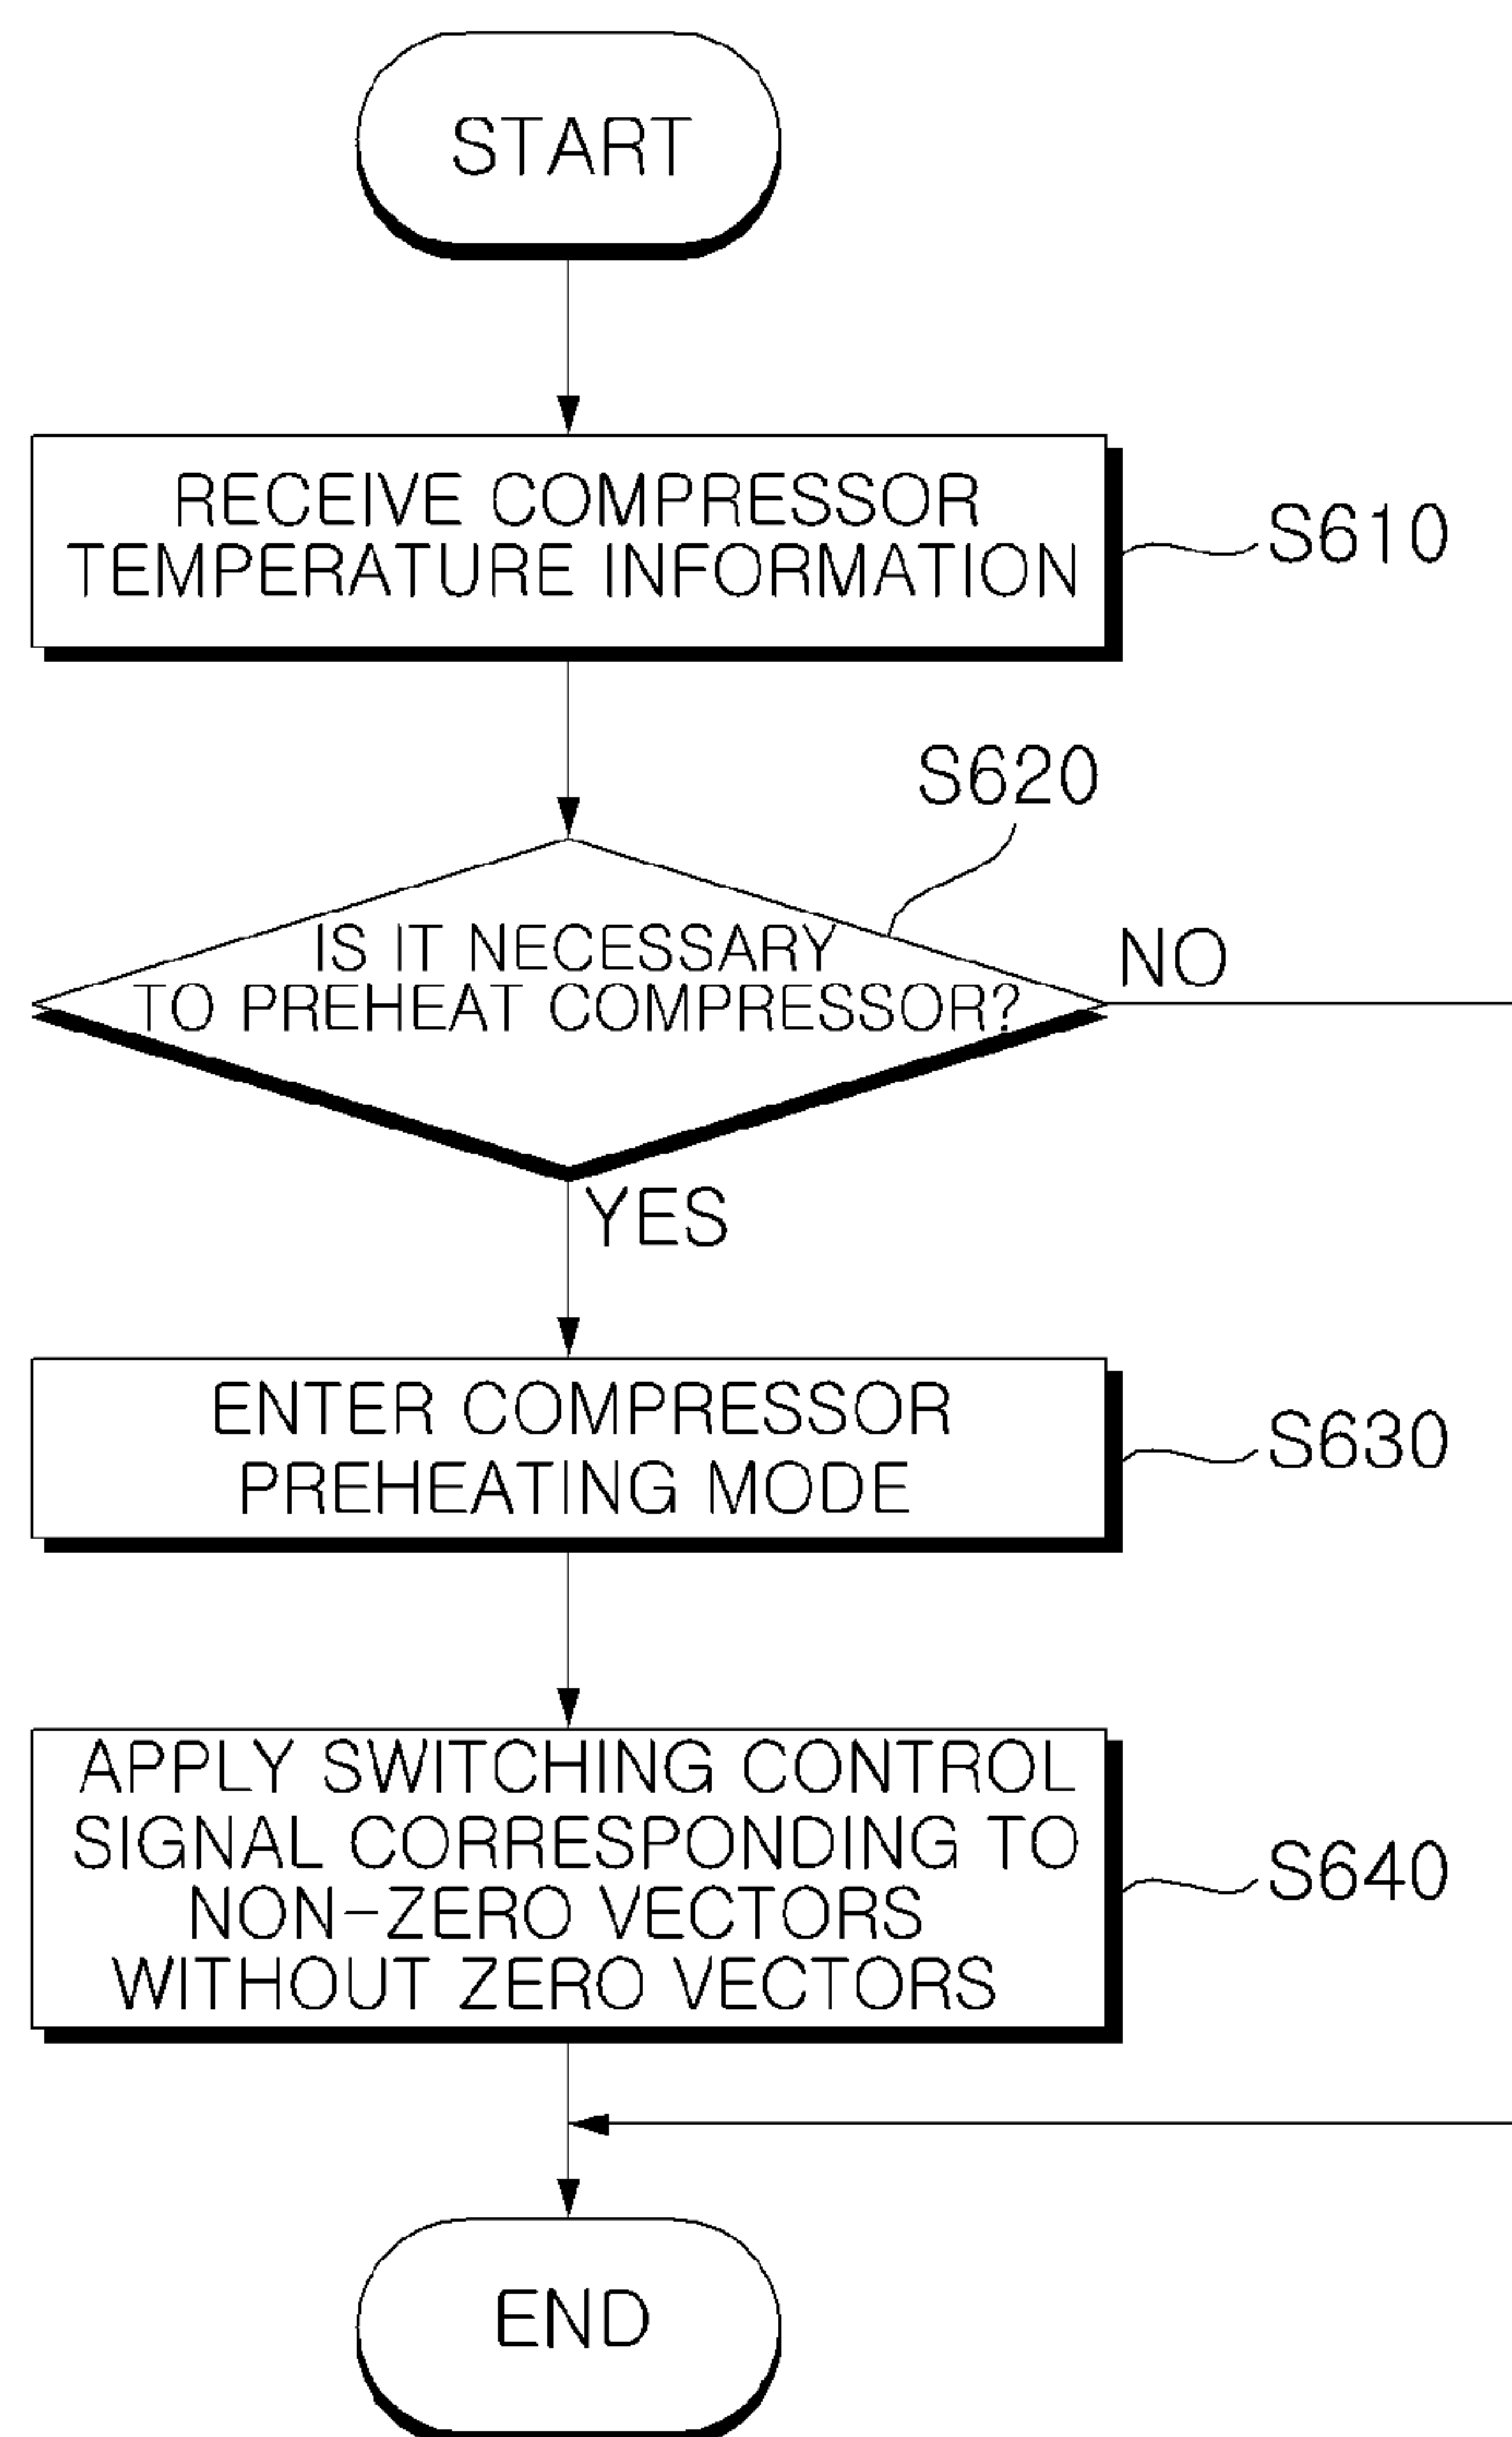 START
RECEIVE COMPRESSOR
TEMPERATURE INFORMATION
S610
S620
IS IT NECESSARY
TO PREHEAT COMPRESSOR?
NO
YES
ENTER COMPRESSOR
PREHEATING MODE
S630
APPLY SWITCHING CONTROL
SIGNAL CORRESPONDING TO
NON-ZERO VECTORS
WITHOUT ZERO VECTORS
S640
END